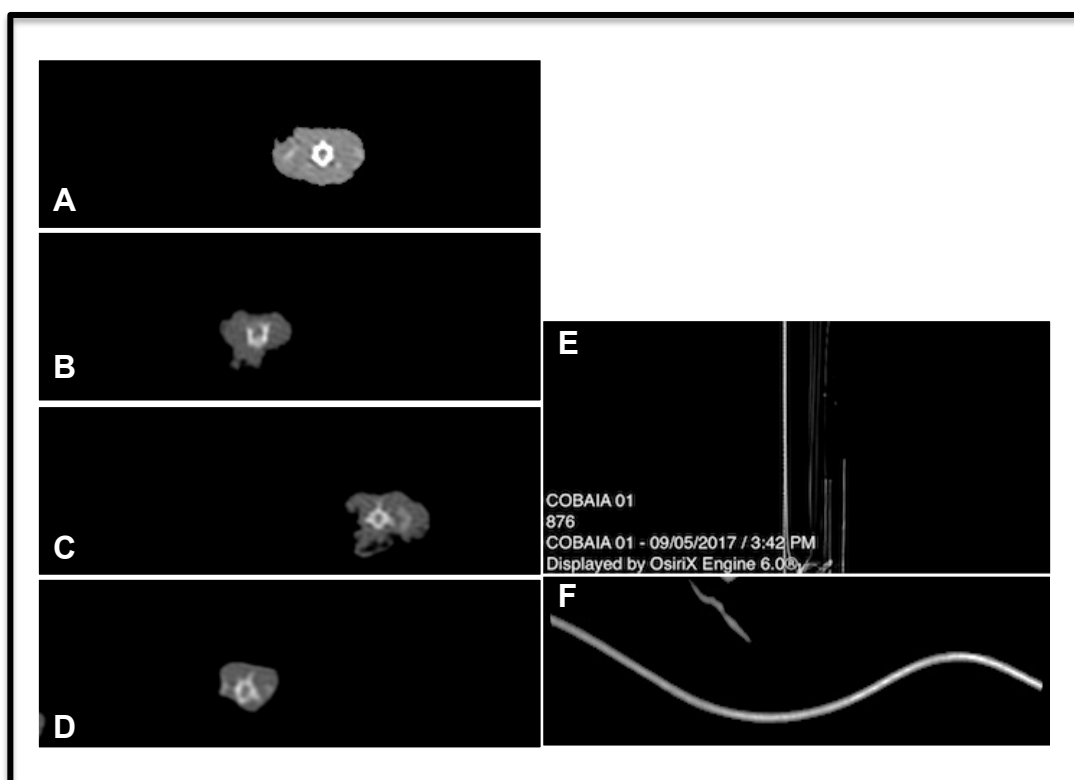 A
B
C
D
E
COBAIA 01
876
COBAIA 01 - 09/05/2017 / 3:42 PM
Displayed by OsiriX Engine 6.0®
F